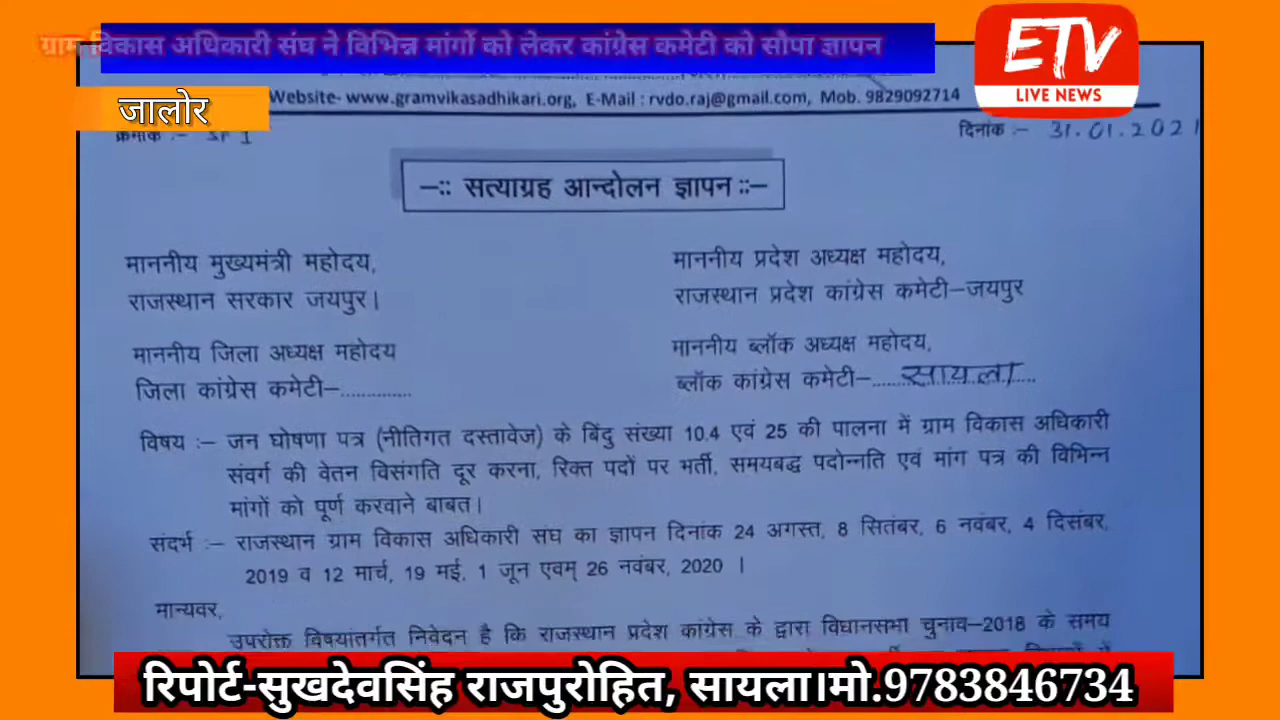 ग्राम विकास अधिकारी संघ ने विभिन्न मांगों को लेकर कांग्रेस कमेटी को सौपा ज्ञापन
ETV
LIVE NEWS
जालोर
Website- www.gramvikasadhikari.org, E-Mail : rvdo.raj@gmail.com, Mob. 9829092714
क्रमांक :-
दिनांक :- 31.01.2021
–:: सत्याग्रह आन्दोलन ज्ञापन ::–
माननीय मुख्यमंत्री महोदय,
राजस्थान सरकार जयपुर।
माननीय प्रदेश अध्यक्ष महोदय,
राजस्थान प्रदेश कांग्रेस कमेटी–जयपुर
माननीय जिला अध्यक्ष महोदय
जिला कांग्रेस कमेटी–..............
माननीय ब्लॉक अध्यक्ष महोदय,
ब्लॉक कांग्रेस कमेटी–......सायला......
विषय :– जन घोषणा पत्र (नीतिगत दस्तावेज) के बिंदु संख्या 10.4 एवं 25 की पालना में ग्राम विकास अधिकारी
संवर्ग की वेतन विसंगति दूर करना, रिक्त पदों पर भर्ती, समयबद्ध पदोन्नति एवं मांग पत्र की विभिन्न
मांगों को पूर्ण करवाने बाबत।
संदर्भ :– राजस्थान ग्राम विकास अधिकारी संघ का ज्ञापन दिनांक 24 अगस्त, 8 सितंबर, 6 नवंबर, 4 दिसंबर,
2019 व 12 मार्च, 19 मई, 1 जून एवम् 26 नवंबर, 2020 ।
मान्यवर,
उपरोक्त विषयांतर्गत निवेदन है कि राजस्थान प्रदेश कांग्रेस के द्वारा विधानसभा चुनाव–2018 के समय
रिपोर्ट-सुखदेवसिंह राजपुरोहित, सायला।मो.9783846734